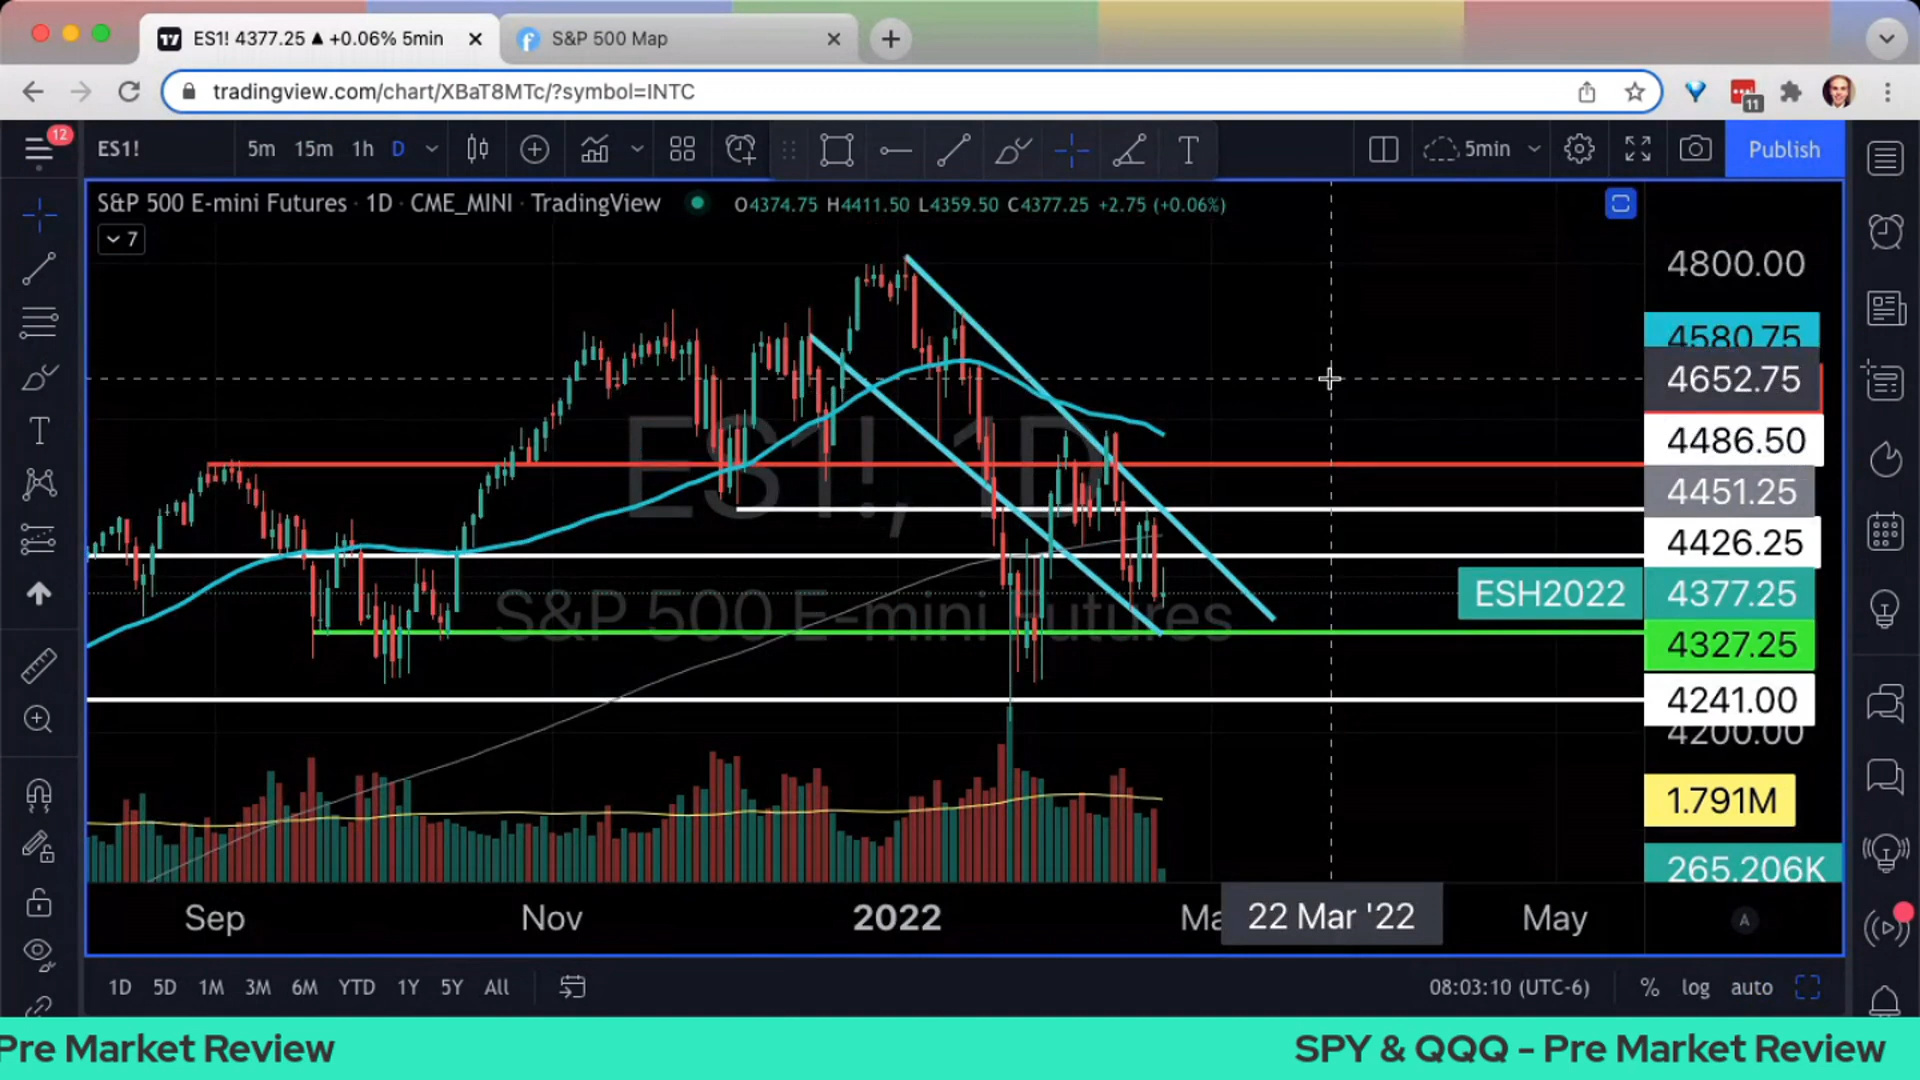 ES1! 4377.25 ▲ +0.06% 5min
S&P 500 Map
tradingview.com/chart/XBaT8MTc/?symbol=INTC
11
12
ES1!
5m 15m 1h D
5min
Publish
S&P 500 E-mini Futures · 1D · CME_MINI · TradingView
O4374.75 H4411.50 L4359.50 C4377.25 +2.75 (+0.06%)
7
ES1!, 1D
S&P 500 E-mini Futures
4800.00
4580.75
4652.75
4486.50
4451.25
4426.25
ESH2022 4377.25
4327.25
4241.00
4200.00
1.791M
265.206K
Sep Nov 2022 Ma 22 Mar '22 May
A
1D 5D 1M 3M 6M YTD 1Y 5Y All
08:03:10 (UTC-6) % log auto
Pre Market Review
SPY & QQQ - Pre Market Review